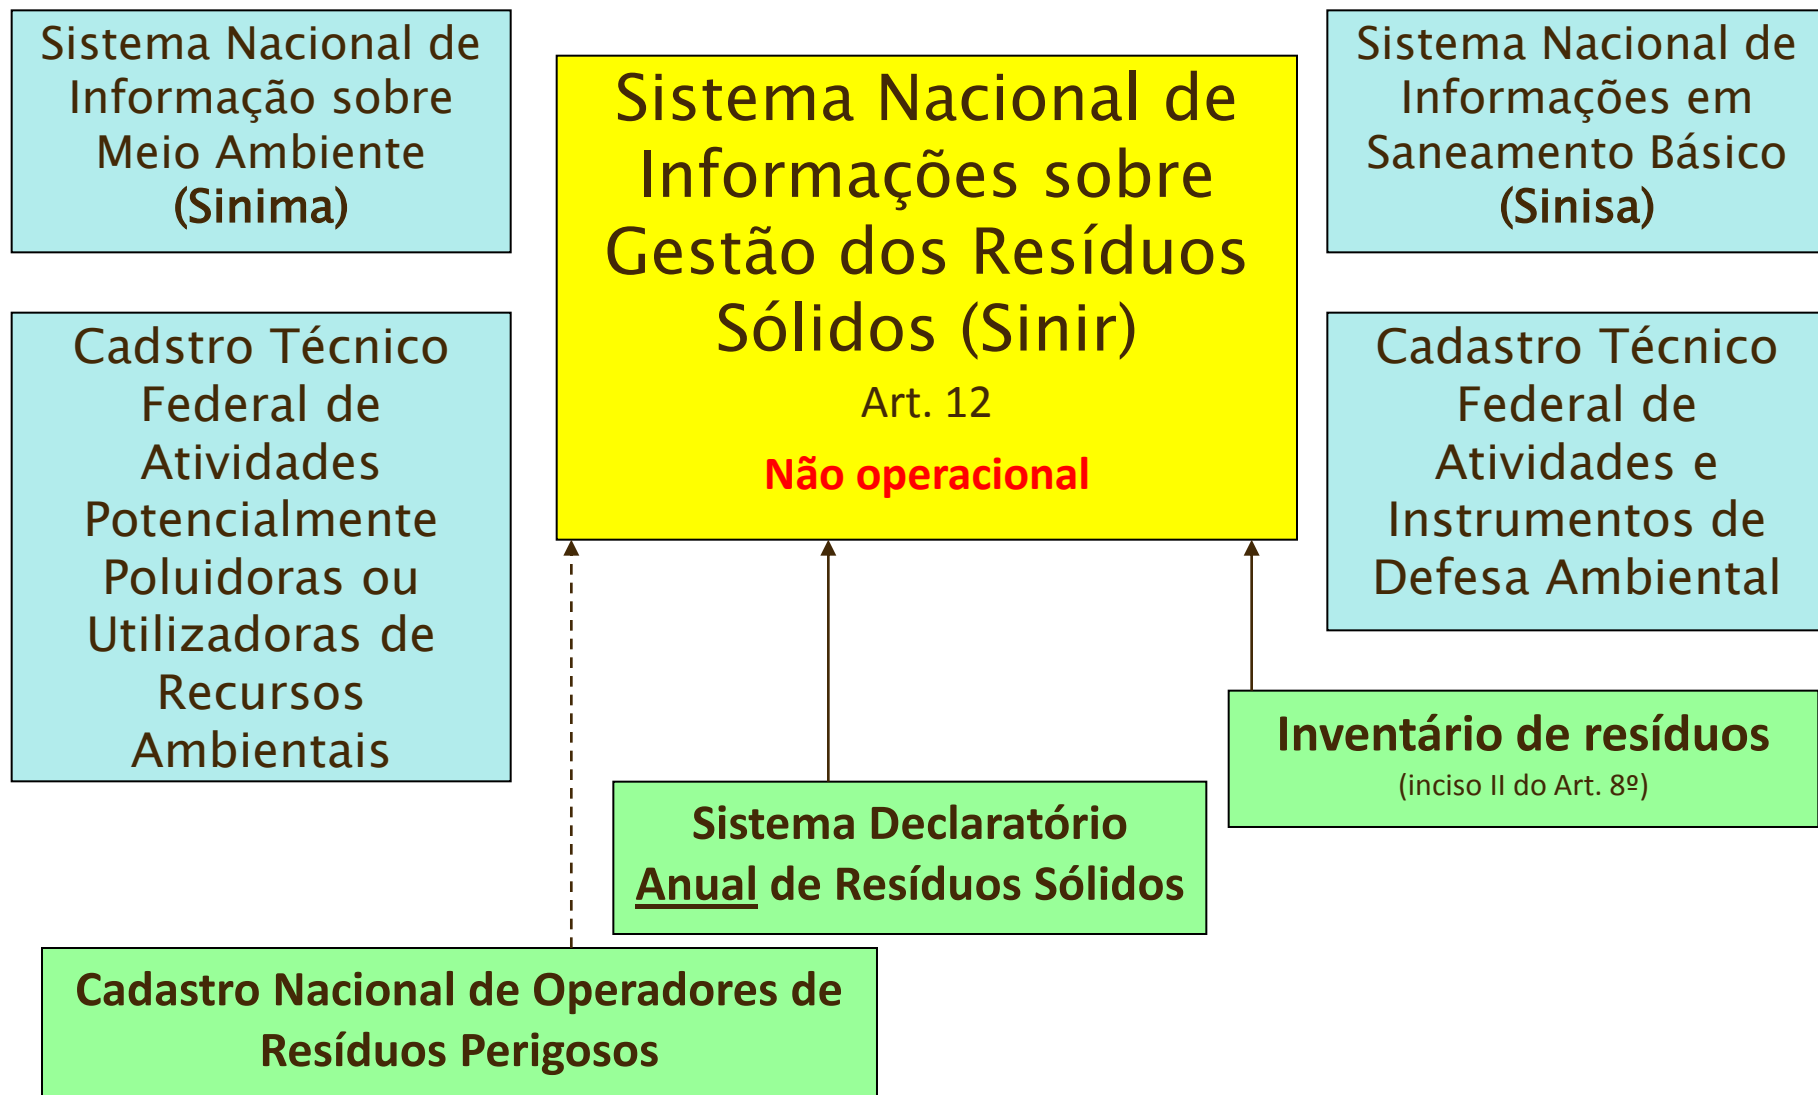 Sistema Nacional de
Informação sobre
Meio Ambiente
(Sinima)
Sistema Nacional de
Informações sobre
Gestão dos Resíduos
Sólidos (Sinir)
Art. 12
Não operacional
Sistema Nacional de
Informações em
Saneamento Básico
(Sinisa)
Cadstro Técnico
Federal de
Atividades
Potencialmente
Poluidoras ou
Utilizadoras de
Recursos
Ambientais
Cadastro Técnico
Federal de
Atividades e
Instrumentos de
Defesa Ambiental
Inventário de resíduos
(inciso II do Art. 8º)
Sistema Declaratório
Anual de Resíduos Sólidos
Cadastro Nacional de Operadores de
Resíduos Perigosos